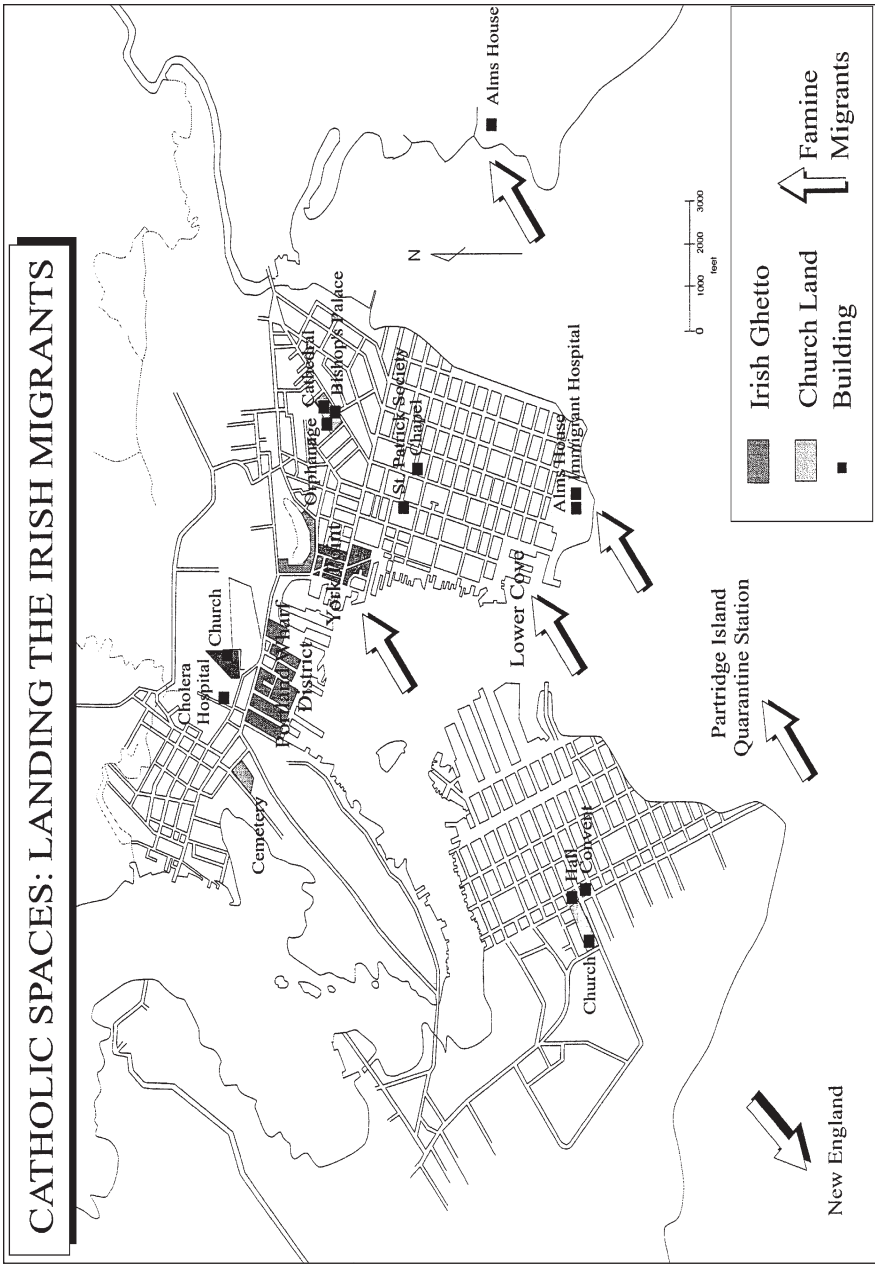 CATHOLIC SPACES: LANDING THE IRISH MIGRANTS
Cholera
Hospital
Church
Cemetery
Portland Wharf
District
York Point
Orphanage
Cathedral
Bishop's Palace
St. Patrick Society
Chapel
Alms House
Immigrant Hospital
Lower Cove
Alms House
N
0
1000
2000
3000
feet
Hall
Convent
Church
Partridge Island
Quarantine Station
New England
Irish Ghetto
Church Land
Building
Famine
Migrants